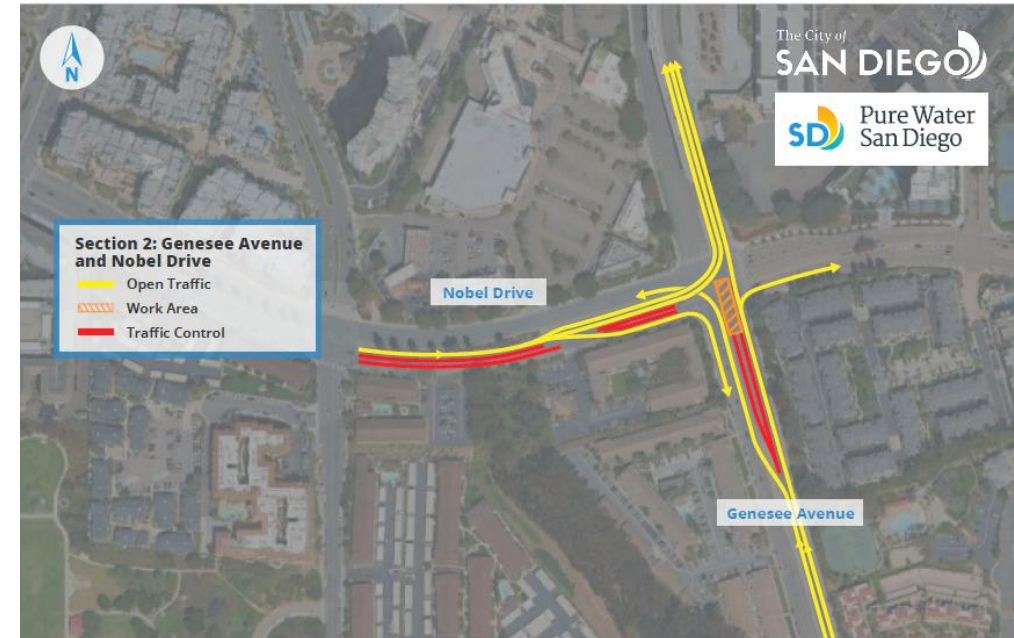 N
The City of
SAN DIEGO
SD
Pure Water
San Diego
Section 2: Genesee Avenue
and Nobel Drive
Open Traffic
Work Area
Traffic Control
Nobel Drive
Genesee Avenue